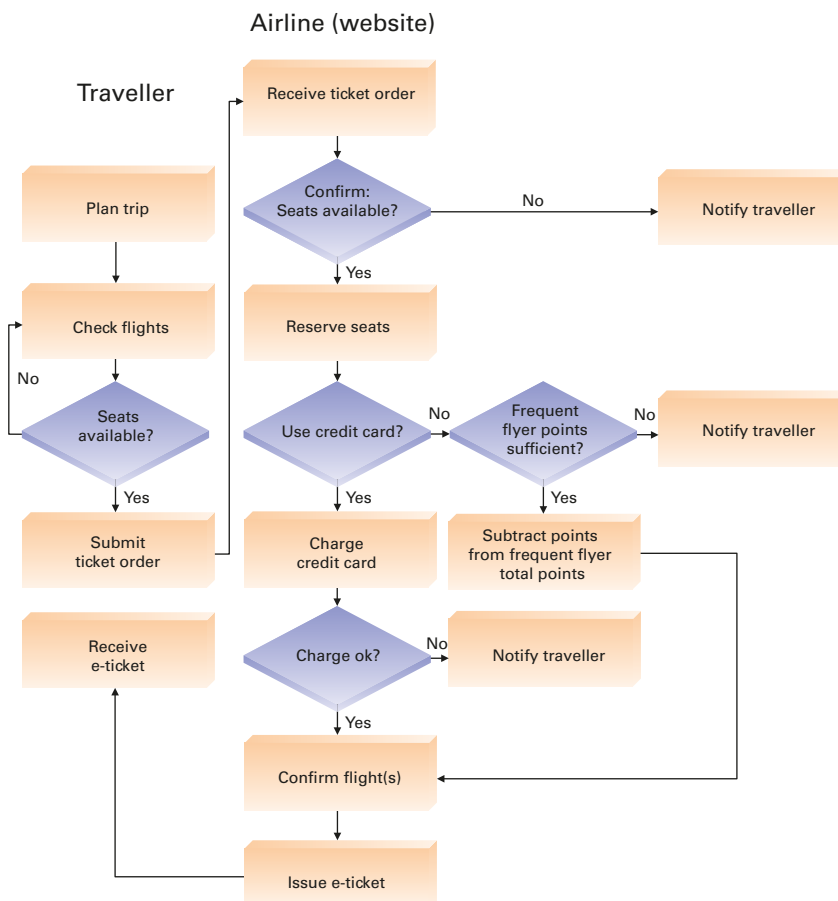 Airline (website)
Traveller
Receive ticket order
Plan trip
Confirm:
Seats available?
No
Notify traveller
Yes
Check flights
Reserve seats
No
Seats
available?
Use credit card?
No
Frequent
flyer points
sufficient?
No
Notify traveller
Yes
Yes
Yes
Submit
ticket order
Charge
credit card
Subtract points
from frequent flyer
total points
Receive
e-ticket
Charge ok?
No
Notify traveller
Yes
Confirm flight(s)
Issue e-ticket